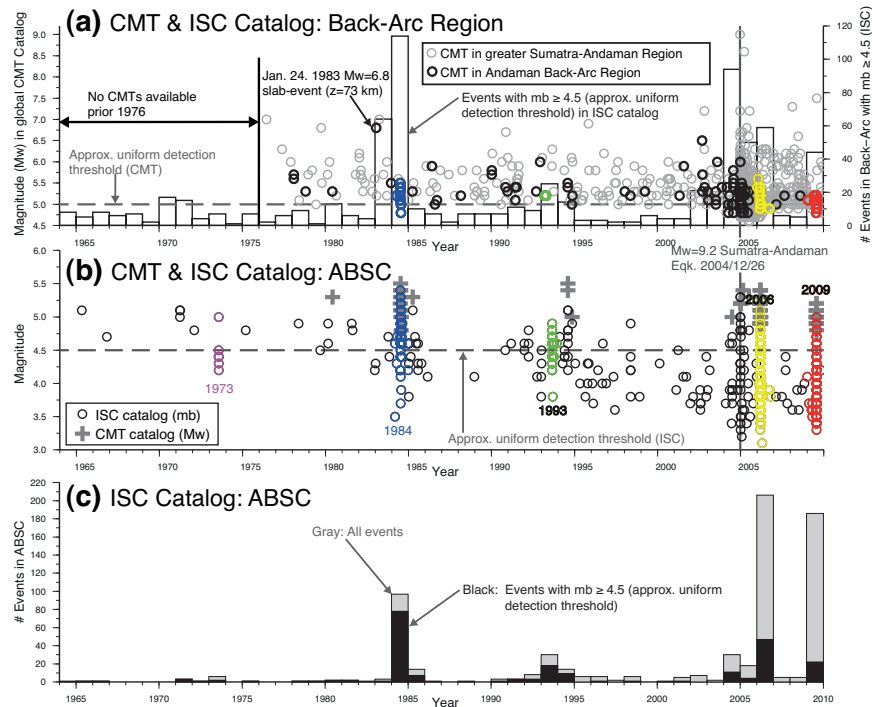 (a) CMT & ISC Catalog: Back-Arc Region
Magnitude (Mw) in global CMT Catalog
9.0
8.5
8.0
7.5
7.0
6.5
6.0
5.5
5.0
4.5
120
100
80
60
40
20
0
# Events in Back–Arc with mb ≥ 4.5 (ISC)
CMT in greater Sumatra-Andaman Region
CMT in Andaman Back-Arc Region
Jan. 24. 1983 Mw=6.8
slab-event (z=73 km)
Events with mb ≥ 4.5 (approx. uniform
detection threshold) in ISC catalog
No CMTs available
prior 1976
Approx. uniform detection
threshold (CMT)
1965 1970 1975 1980 1985 1990 1995 2000 2005 2010
Year
Mw=9.2 Sumatra-Andaman
Eqk. 2004/12/26
(b) CMT & ISC Catalog: ABSC
Magnitude
6.0
5.5
5.0
4.5
4.0
3.5
3.0
2006
2009
1973
1984
1993
ISC catalog (mb)
CMT catalog (Mw)
Approx. uniform detection threshold (ISC)
1965 1970 1975 1980 1985 1990 1995 2000 2005 2010
Year
(c) ISC Catalog: ABSC
# Events in ABSC
220
200
180
160
140
120
100
80
60
40
20
0
Gray: All events
Black: Events with mb ≥ 4.5 (approx. uniform
detection threshold)
1965 1970 1975 1980 1985 1990 1995 2000 2005 2010
Year